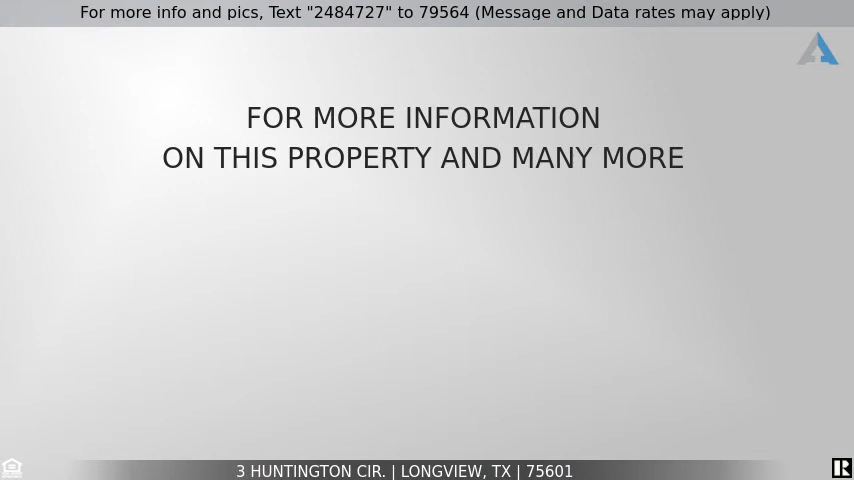 For more info and pics, Text "2484727" to 79564 (Message and Data rates may apply)
FOR MORE INFORMATION
ON THIS PROPERTY AND MANY MORE
3 HUNTINGTON CIR. | LONGVIEW, TX | 75601